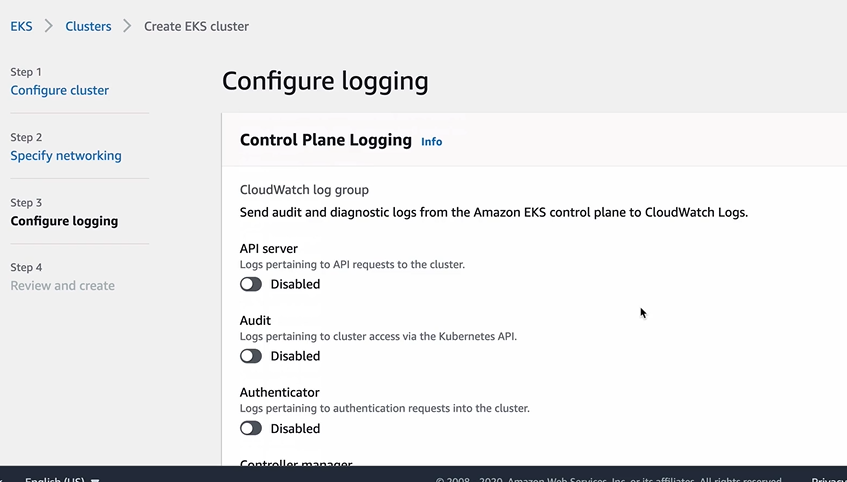 EKS > Clusters > Create EKS cluster
Step 1
Configure cluster
Step 2
Specify networking
Step 3
Configure logging
Step 4
Review and create
Configure logging
Control Plane Logging Info
CloudWatch log group
Send audit and diagnostic logs from the Amazon EKS control plane to CloudWatch Logs.
API server
Logs pertaining to API requests to the cluster.
Disabled
Audit
Logs pertaining to cluster access via the Kubernetes API.
Disabled
Authenticator
Logs pertaining to authentication requests into the cluster.
Disabled
Controller manager
English (US)
© 2008 - 2020, Amazon Web Services, Inc. or its affiliates. All rights reserved.
Privacy